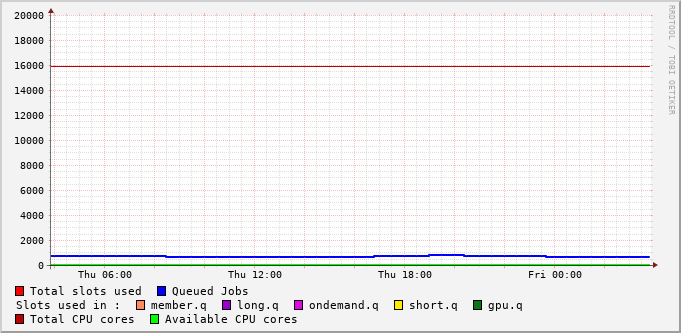 RRDTOOL / TOBI OETIKER
20000
18000
16000
14000
12000
10000
8000
6000
4000
2000
0
Thu 06:00 Thu 12:00 Thu 18:00 Fri 00:00
Total slots used Queued Jobs
Slots used in : member.q long.q ondemand.q short.q gpu.q
Total CPU cores Available CPU cores